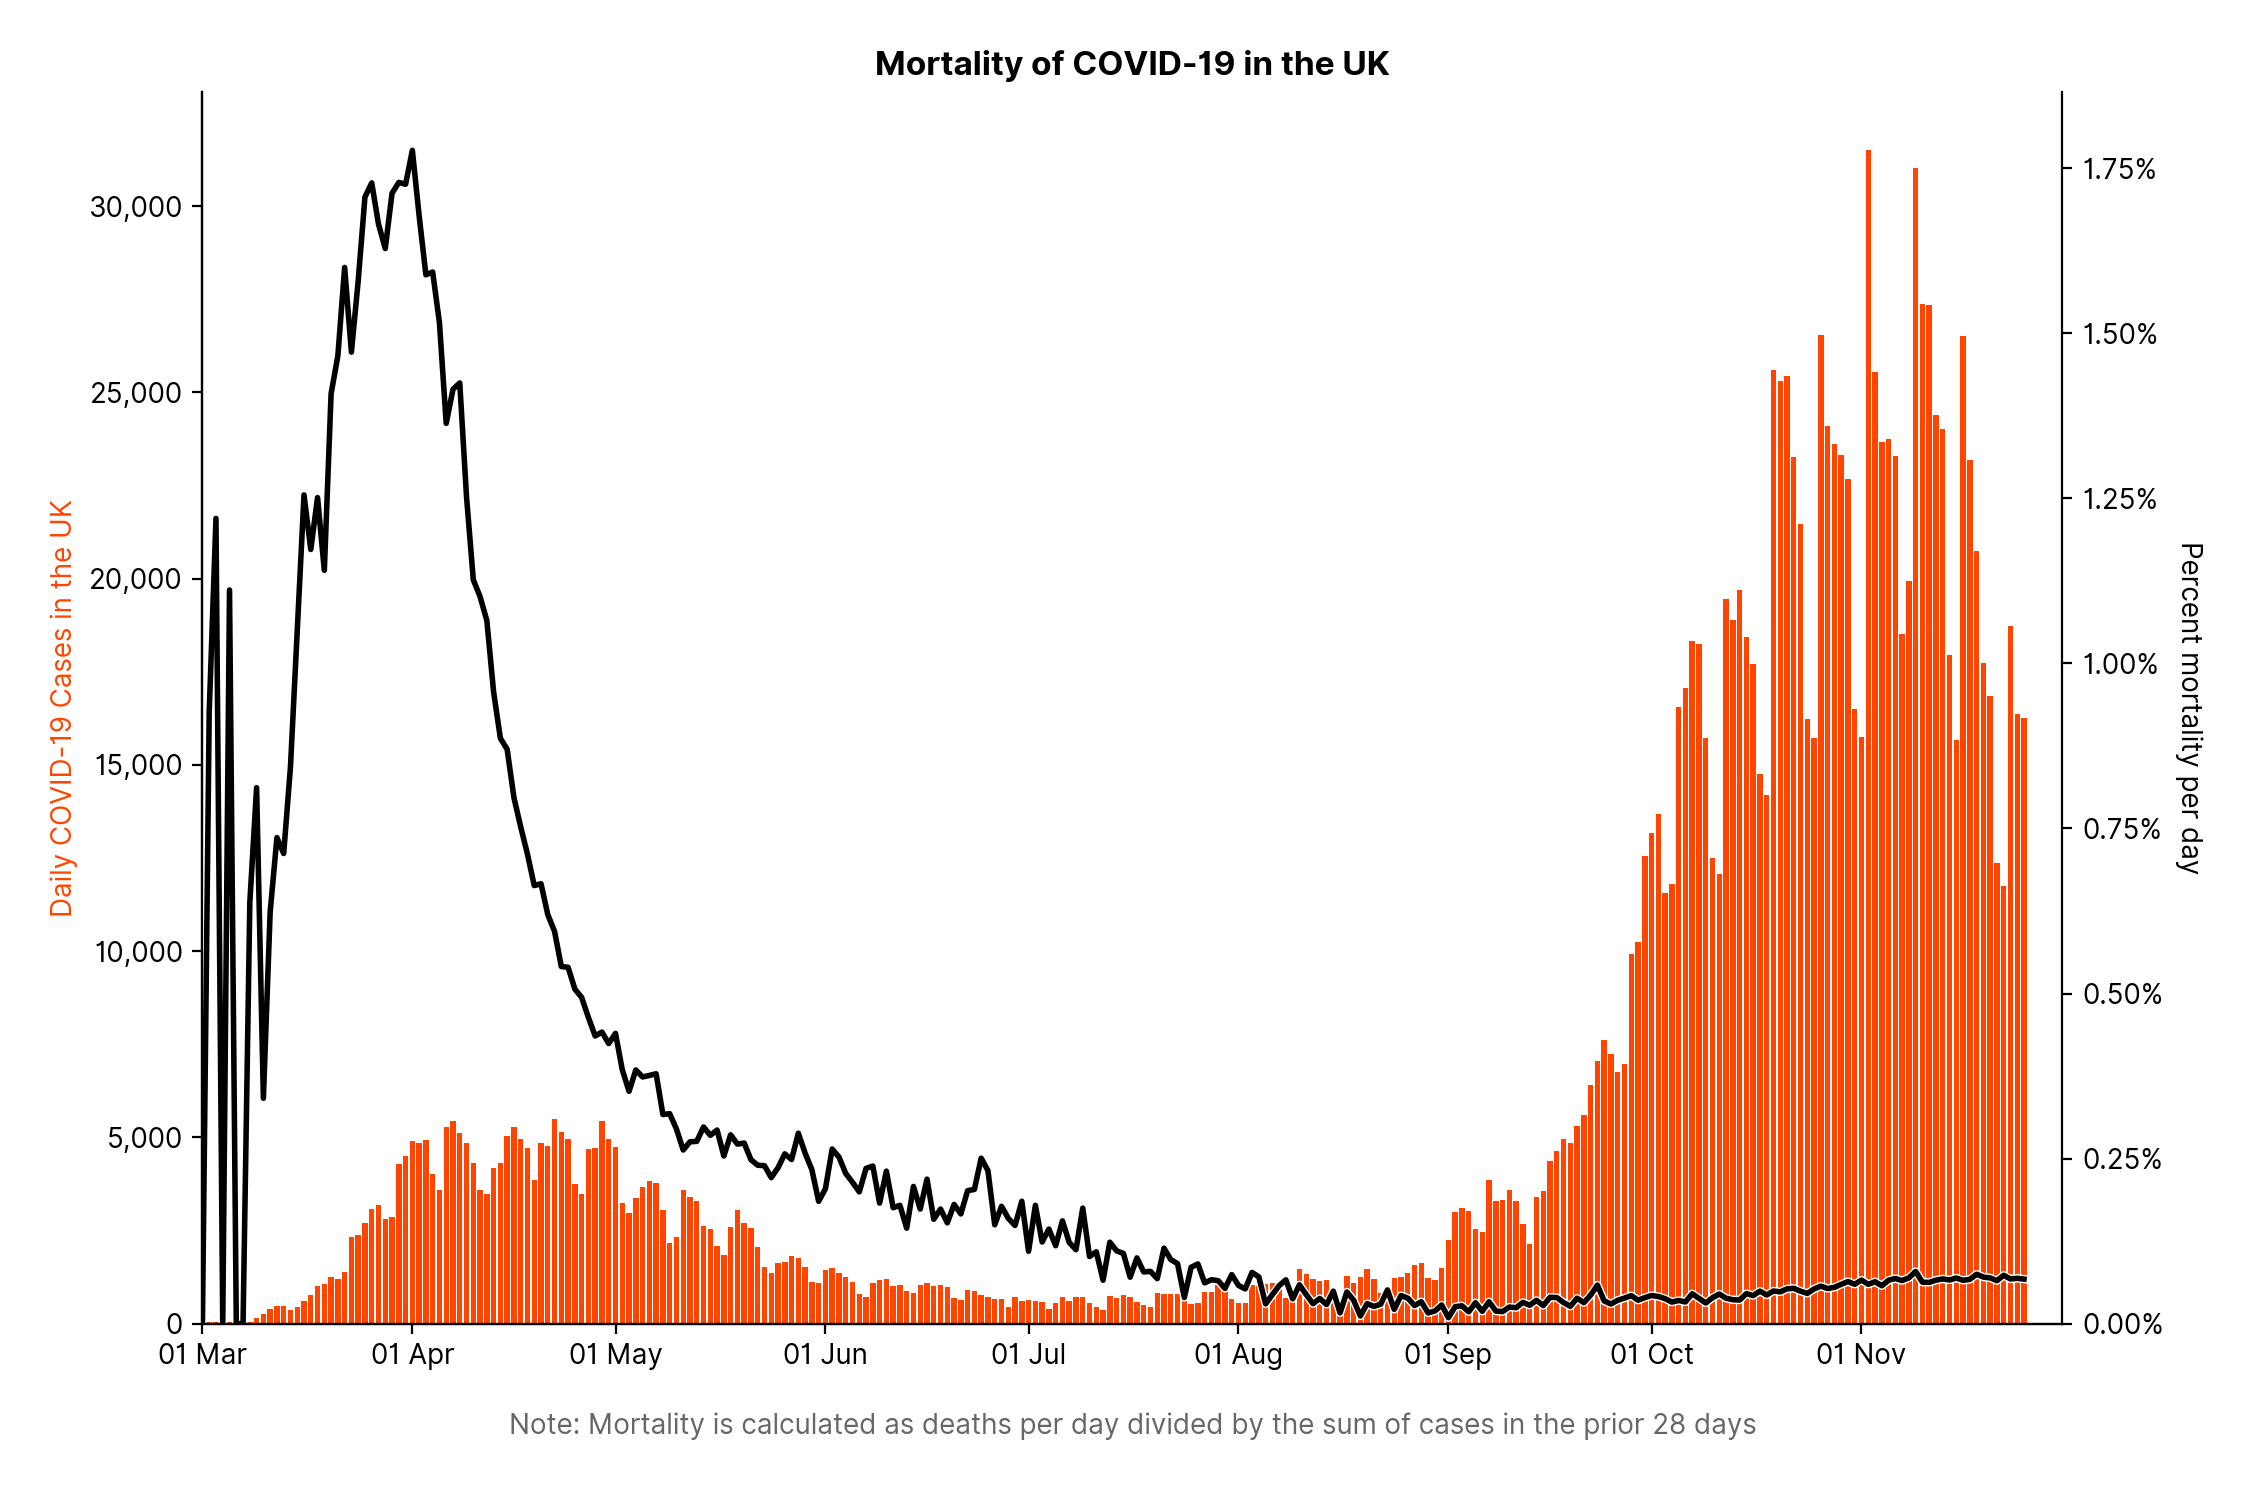 Mortality of COVID-19 in the UK
Daily COVID-19 Cases in the UK
30,000
25,000
20,000
15,000
10,000
5,000
0
1.75%
1.50%
1.25%
1.00%
0.75%
0.50%
0.25%
0.00%
Percent mortality per day
01 Mar
01 Apr
01 May
01 Jun
01 Jul
01 Aug
01 Sep
01 Oct
01 Nov
Note: Mortality is calculated as deaths per day divided by the sum of cases in the prior 28 days